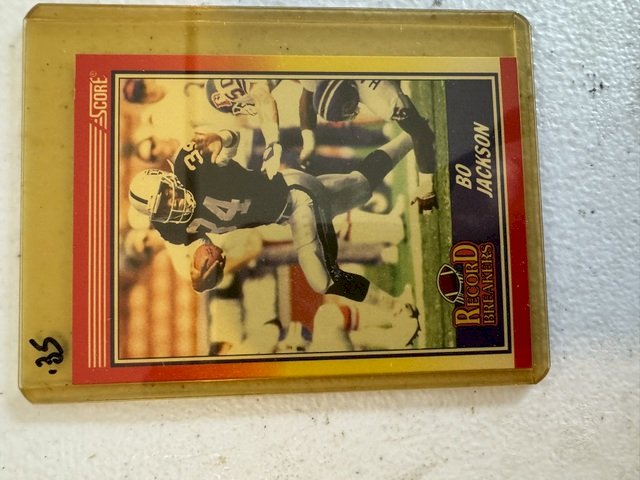 SCORE®
BO
JACKSON
RECORD
BREAKERS
34
.35